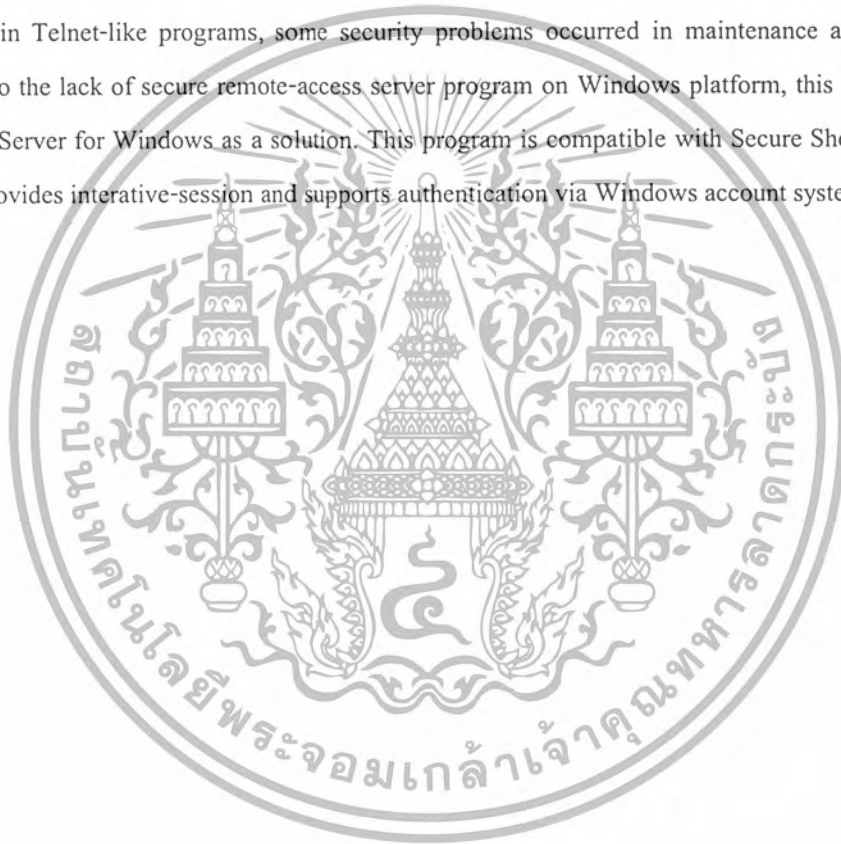 in Telnet-like programs, some security problems occurred in maintenance a
o the lack of secure remote-access server program on Windows platform, this
Server for Windows as a solution. This program is compatible with Secure She
ovides interative-session and supports authentication via Windows account syste
๔
สถาบันเทคโนโลยีพระจอมเกล้าเจ้าคุณทหารลาดกระบัง